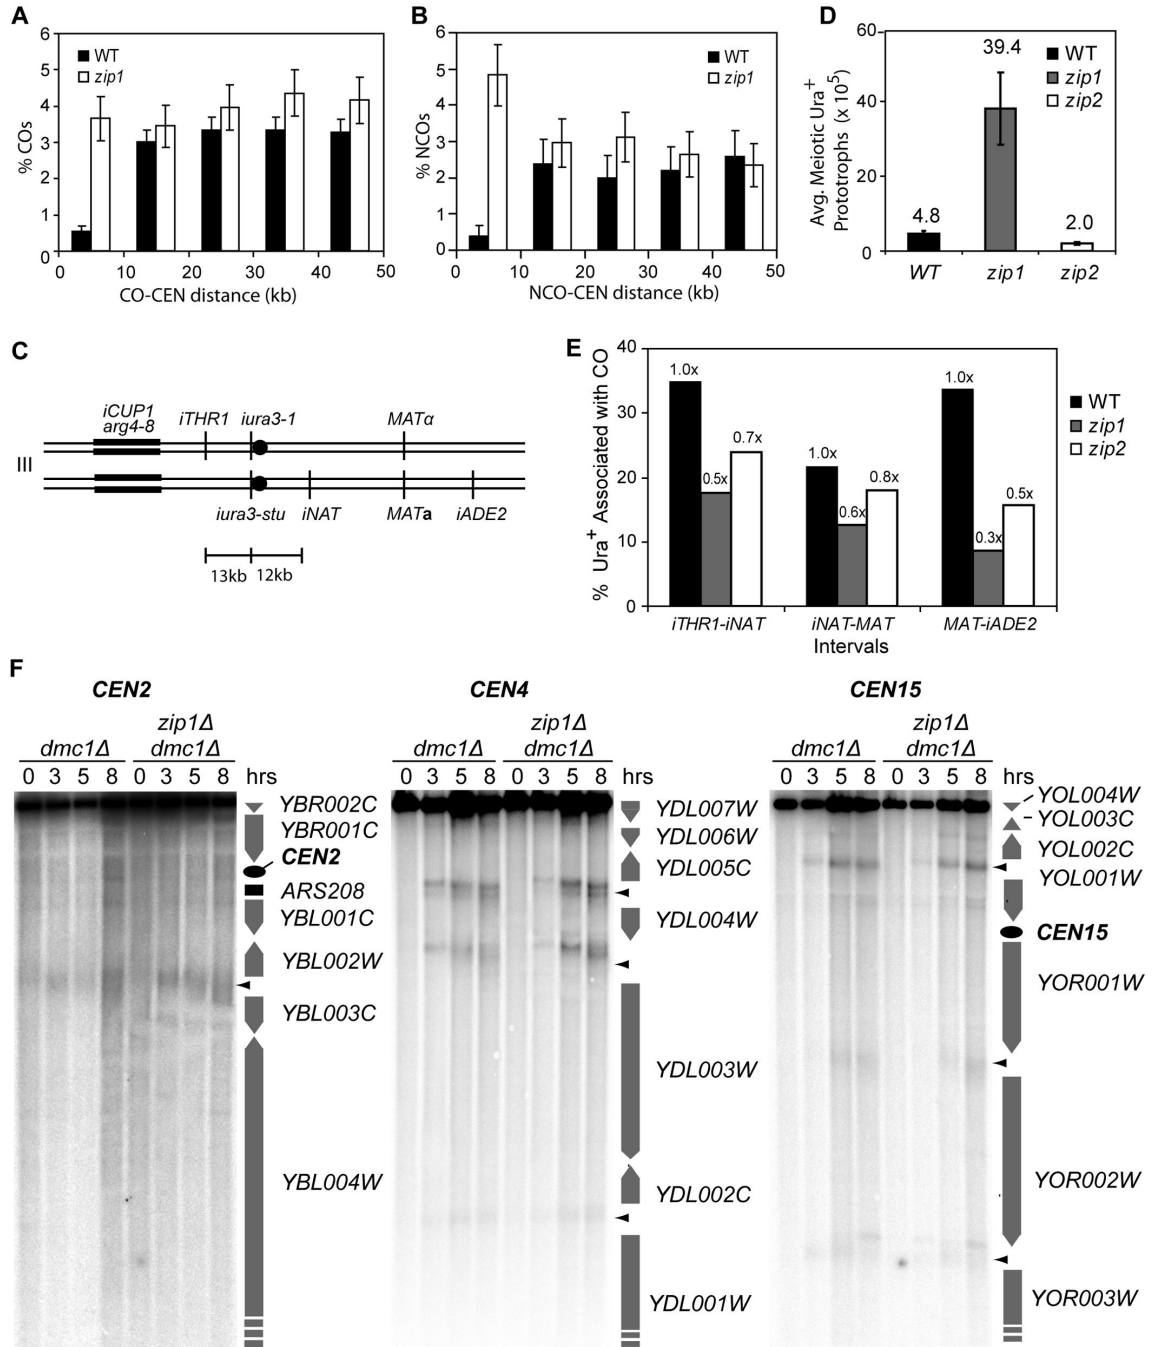 A
6
5
4
3
2
1
0
% COs
WT
zip1
0 10 20 30 40 50
CO-CEN distance (kb)
B
6
5
4
3
2
1
0
% NCOs
WT
zip1
0 10 20 30 40 50
NCO-CEN distance (kb)
D
60
40
20
0
Avg. Meiotic Ura+
Prototrophs (x 10^5)
4.8
39.4
2.0
WT
zip1
zip2
WT zip1 zip2
C
III
iCUP1
arg4-8
iTHR1 iura3-1 MATα
iura3-stu iNAT MATa iADE2
13kb 12kb
E
40
30
20
10
0
% Ura+ Associated with CO
1.0x
0.5x
0.7x
1.0x
0.6x
0.8x
1.0x
0.3x
0.5x
WT
zip1
zip2
iTHR1-iNAT iNAT-MAT MAT-iADE2
Intervals
F
CEN2
zip1Δ
dmc1Δ dmc1Δ
0 3 5 8 0 3 5 8 hrs
YBR002C
YBR001C
CEN2
ARS208
YBL001C
YBL002W
YBL003C
YBL004W
CEN4
zip1Δ
dmc1Δ dmc1Δ
0 3 5 8 0 3 5 8 hrs
YDL007W
YDL006W
YDL005C
YDL004W
YDL003W
YDL002C
YDL001W
CEN15
zip1Δ
dmc1Δ dmc1Δ
0 3 5 8 0 3 5 8 hrs
YOL004W
YOL003C
YOL002C
YOL001W
CEN15
YOR001W
YOR002W
YOR003W